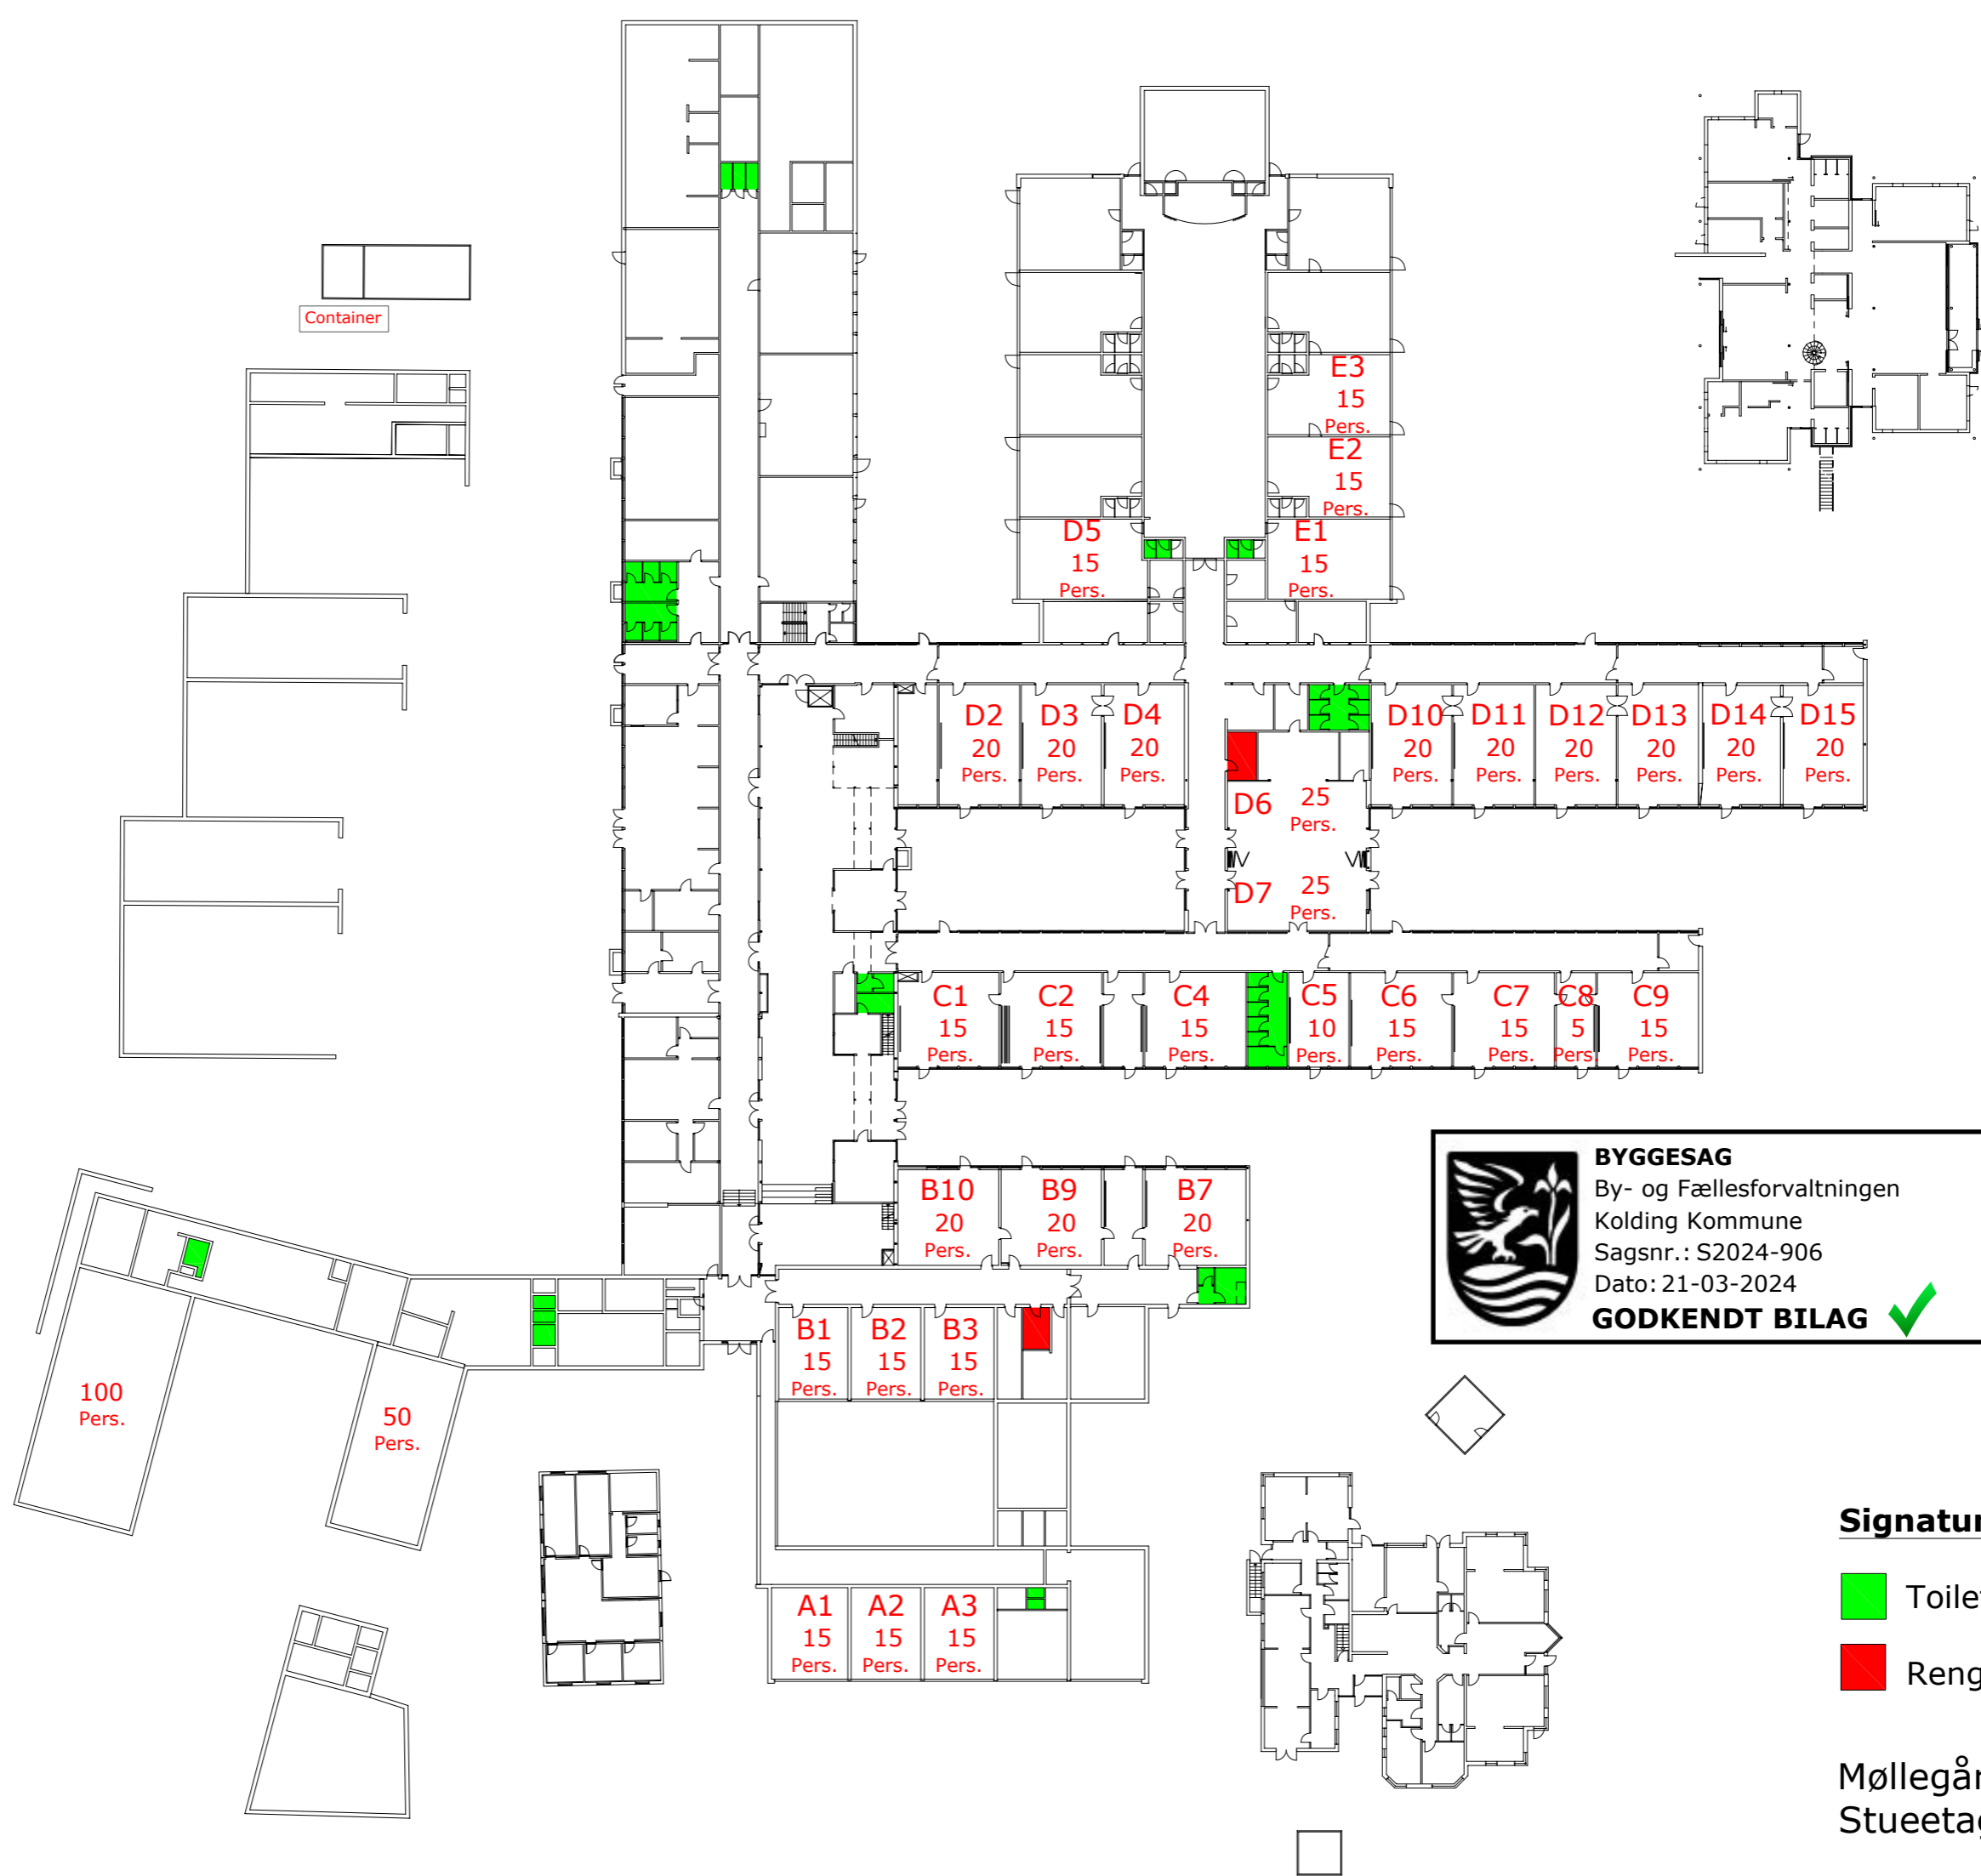 Container
E3
15
Pers.
E2
15
Pers.
D5
15
Pers.
E1
15
Pers.
D2
20
Pers.
D3
20
Pers.
D4
20
Pers.
D10
20
Pers.
D11
20
Pers.
D12
20
Pers.
D13
20
Pers.
D14
20
Pers.
D15
20
Pers.
D6
25
Pers.
D7
25
Pers.
C1
15
Pers.
C2
15
Pers.
C4
15
Pers.
C5
10
Pers.
C6
15
Pers.
C7
15
Pers.
C8
5
Pers.
C9
15
Pers.
BYGGESAG
By- og Fællesforvaltningen
Kolding Kommune
Sagsnr.: S2024-906
Dato: 21-03-2024
GODKENDT BILAG
B10
20
Pers.
B9
20
Pers.
B7
20
Pers.
B1
15
Pers.
B2
15
Pers.
B3
15
Pers.
100
Pers.
50
Pers.
A1
15
Pers.
A2
15
Pers.
A3
15
Pers.
Signatur
Toilet
Reng
Møllegår
Stueetag